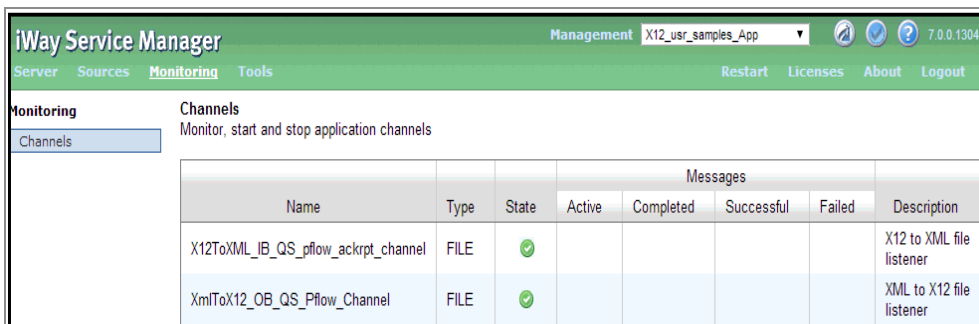 iWay Service Manager
Management X12_usr_samples_App 7.0.0.1304
Server Sources Monitoring Tools Restart Licenses About Logout
Monitoring
Channels
Channels
Monitor, start and stop application channels
Messages
Name Type State Active Completed Successful Failed Description
X12ToXML_IB_QS_pflow_ackrpt_channel FILE X12 to XML file
listener
XmlToX12_OB_QS_Pflow_Channel FILE XML to X12 file
listener